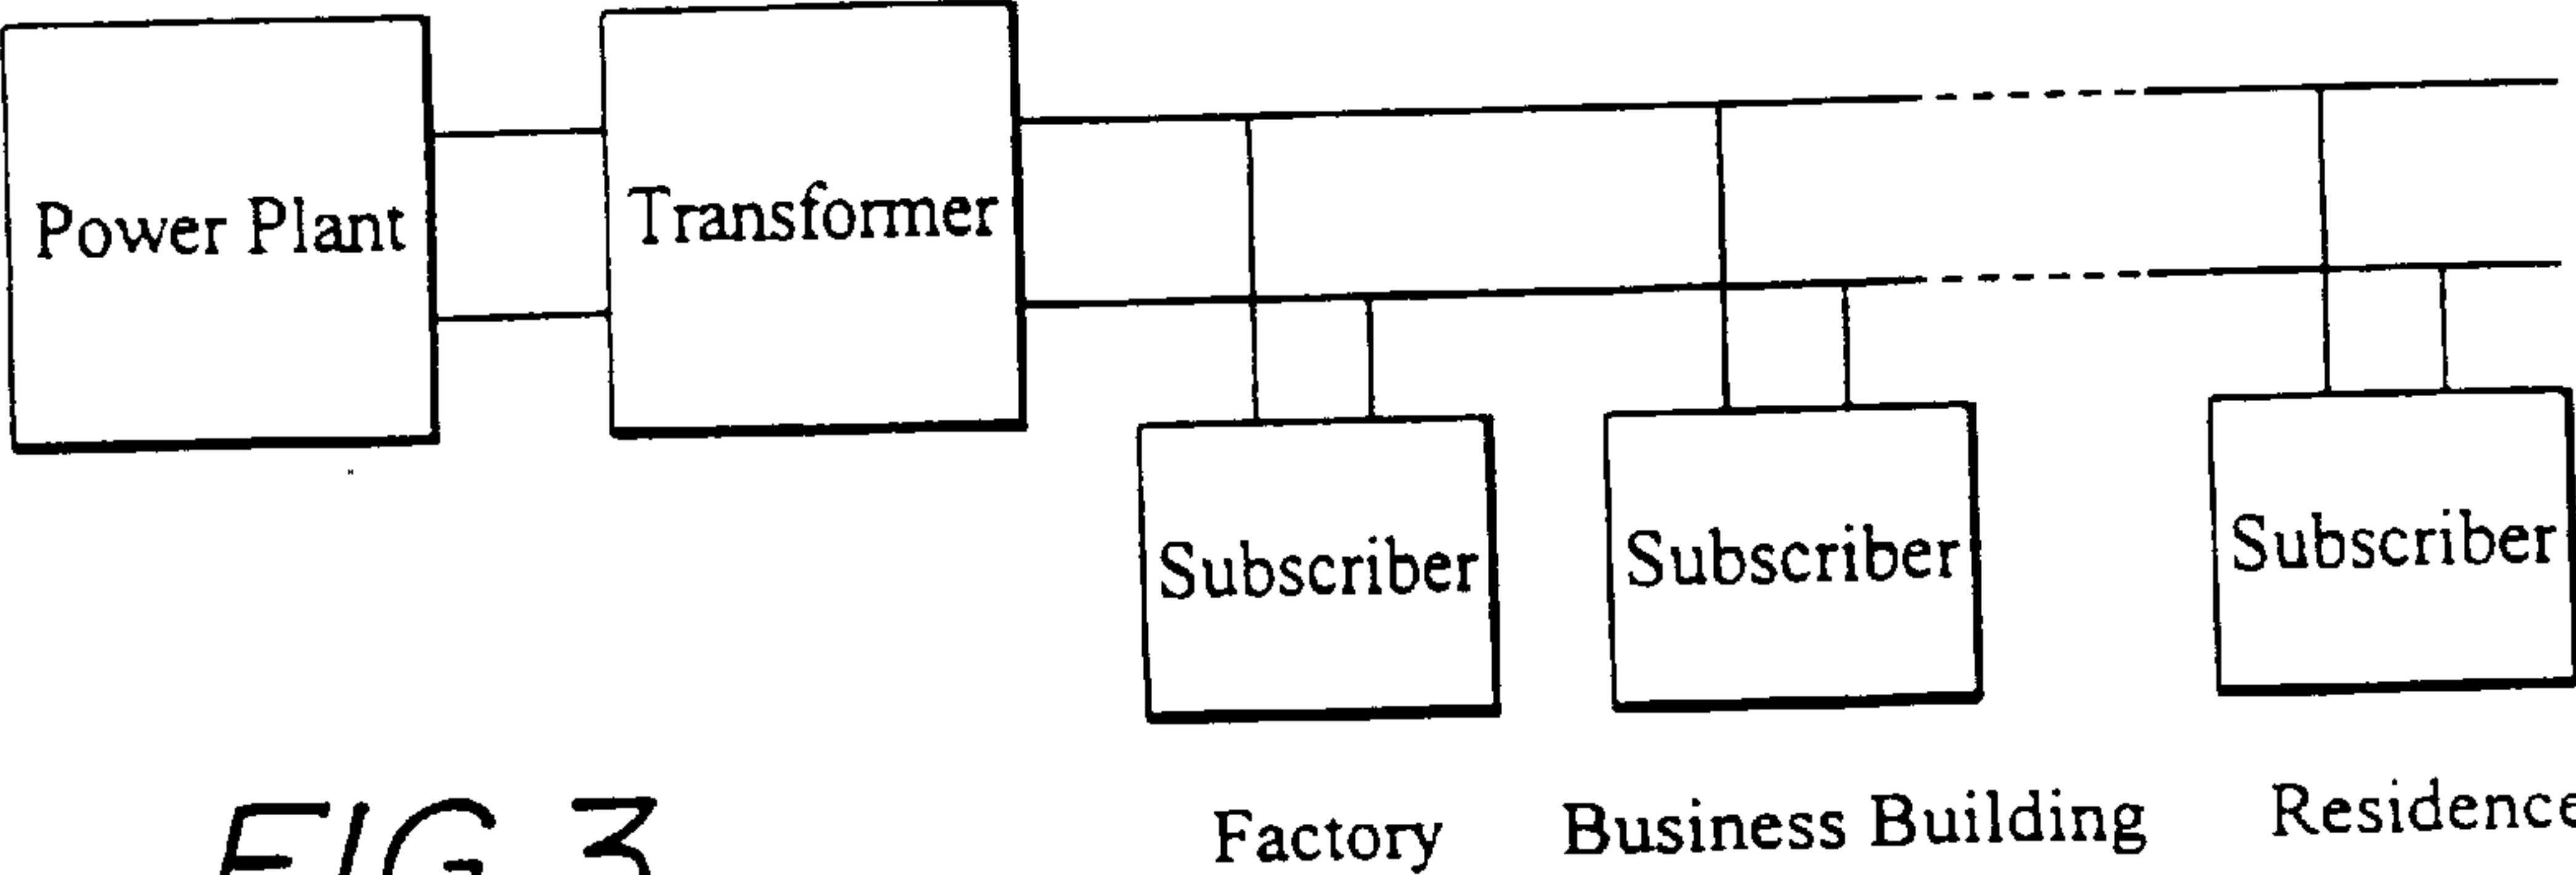 Power Plant
Transformer
Subscriber
Subscriber
Subscriber
Factory
Business Building
Residence
FIG 3